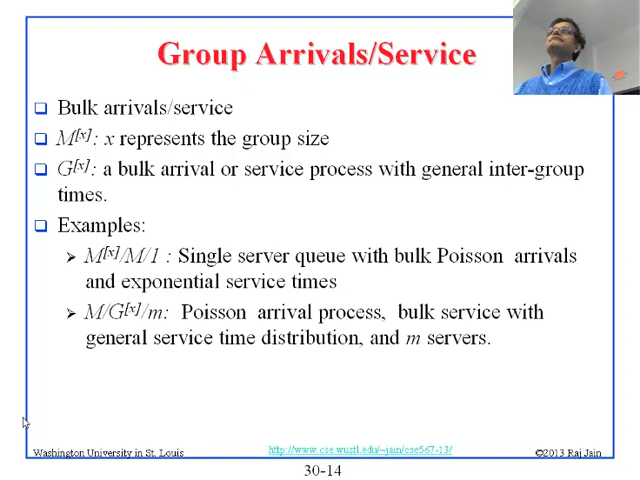 Group Arrivals/Service
Bulk arrivals/service
M[x]: x represents the group size
G[x]: a bulk arrival or service process with general inter-group
times.
Examples:
M[x]/M/1 : Single server queue with bulk Poisson arrivals
and exponential service times
M/G[x]/m: Poisson arrival process, bulk service with
general service time distribution, and m servers.
Washington University in St. Louis
http://www.cse.wustl.edu/~jain/cse567-13/
©2013 Raj Jain
30-14